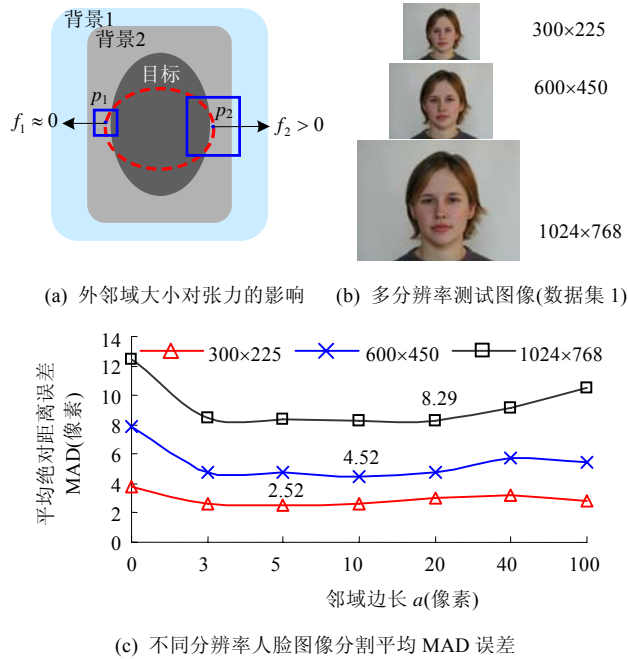 背景1
背景2
目标
p₁
p₂
f₁ ≈ 0
f₂ > 0
300×225
600×450
1024×768
(a) 外邻域大小对张力的影响
(b) 多分辨率测试图像(数据集 1)
平均绝对距离误差
MAD(像素)
14
12
10
8
6
4
2
0
300×225
600×450
1024×768
8.29
4.52
2.52
0
3
5
10
20
40
100
邻域边长 a(像素)
(c) 不同分辨率人脸图像分割平均 MAD 误差